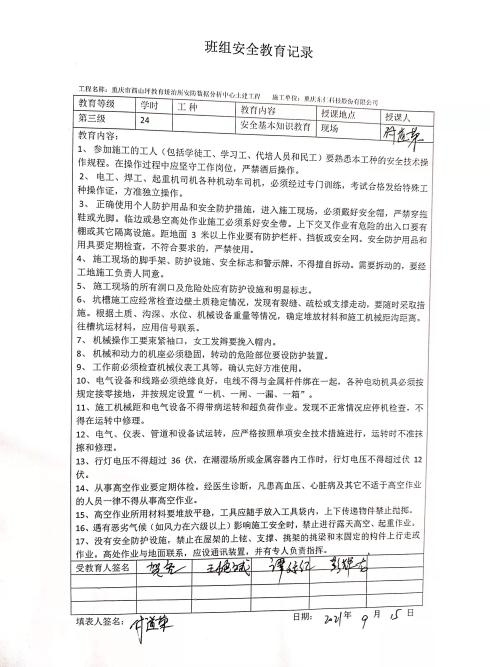 班组安全教育记录
工程名称：重庆市西山坪教育矫治所安防数据分析中心土建工程 施工单位：重庆东仁科技股份有限公司
教育等级 学时 工 种 教育内容 授课地点 授课人
第三级 24 安全基本知识教育 现场 付道荣
教育内容：
1、 参加施工的工人（包括学徒工、学习工、代培人员和民工）要熟悉本工种的安全技术操
作规程。在操作过程中应坚守工作岗位，严禁酒后操作。
2、 电工、焊工、起重机司机各种机动车司机，必须经过专门训练，考试合格发给特殊工
种操作证，方准独立操作。
3、 正确使用个人防护用品和安全防护措施，进入施工现场，必须戴好安全帽，严禁穿拖
鞋或光脚。临边或悬空高处作业施工必须系好安全带。上下交叉作业有危险的出入口要有
棚或其它隔离设施。距地面 3 米以上作业要有防护栏杆、挡板或安全网。安全防护用品和
用具要定期检查，不符合要求的，严禁使用。
4、 施工现场的脚手架、防护设施、安全标志和警示牌，不得擅自拆动。需要拆动的，要经
工地施工负责人同意。
5、 施工现场的所有洞口及危险处应有防护设施和明显标志。
6、 坑槽施工应经常检查边壁土质稳定情况，发现有裂缝、疏松或支撑走动，要随时采取措
施。根据土质、沟深、水位、机械设备重量等情况，确定堆放材料和施工机械距沟距离。
往槽坑运材料，应用信号联系。
7、 机械操作工要束紧袖口，女工发辫要挽入帽内。
8、 机械和动力的机座必须稳固，转动的危险部位要设防护装置。
9、 工作前必须检查机械仪表工具等，确认完好方准使用。
10、电气设备和线路必须绝缘良好，电线不得与金属杆件绑在一起，各种电动机具必须按
规定接零接地，并按规定设置“一机、一闸、一漏、一箱”。
11、施工机械距和电气设备不得带病运转和超负荷作业。发现不正常情况应停机检查，不
得在运转中修理。
12、电气、仪表、管道和设备试运转，应严格按照单项安全技术措施进行，运转时不准抹
擦和修理。
13、行灯电压不得超过 36 伏，在潮湿场所或金属容器内工作时，行灯电压不得超过伏 12
伏。
14、从事高空作业要定期体检。经医生诊断，凡患高血压、心脏病及其它不适于高空作业
的人员一律不得从事高空作业。
15、高空作业所用材料要堆放平稳，工具应随手放入工具袋内，上下传递物件禁止抛掷。
16、遇有恶劣气候（如风力在六级以上）影响施工安全时，禁止进行露天高空、起重作业。
17、没有安全防护设施，禁止在屋架的上铉、支撑、挑架的挑梁和末固定的构件上行走或
作业。高处作业与地面联系，应设通讯装置，并有专人负责指挥。
受教育人签名
填表人签名： 付道荣 日期： 2021年 9 月 15 日